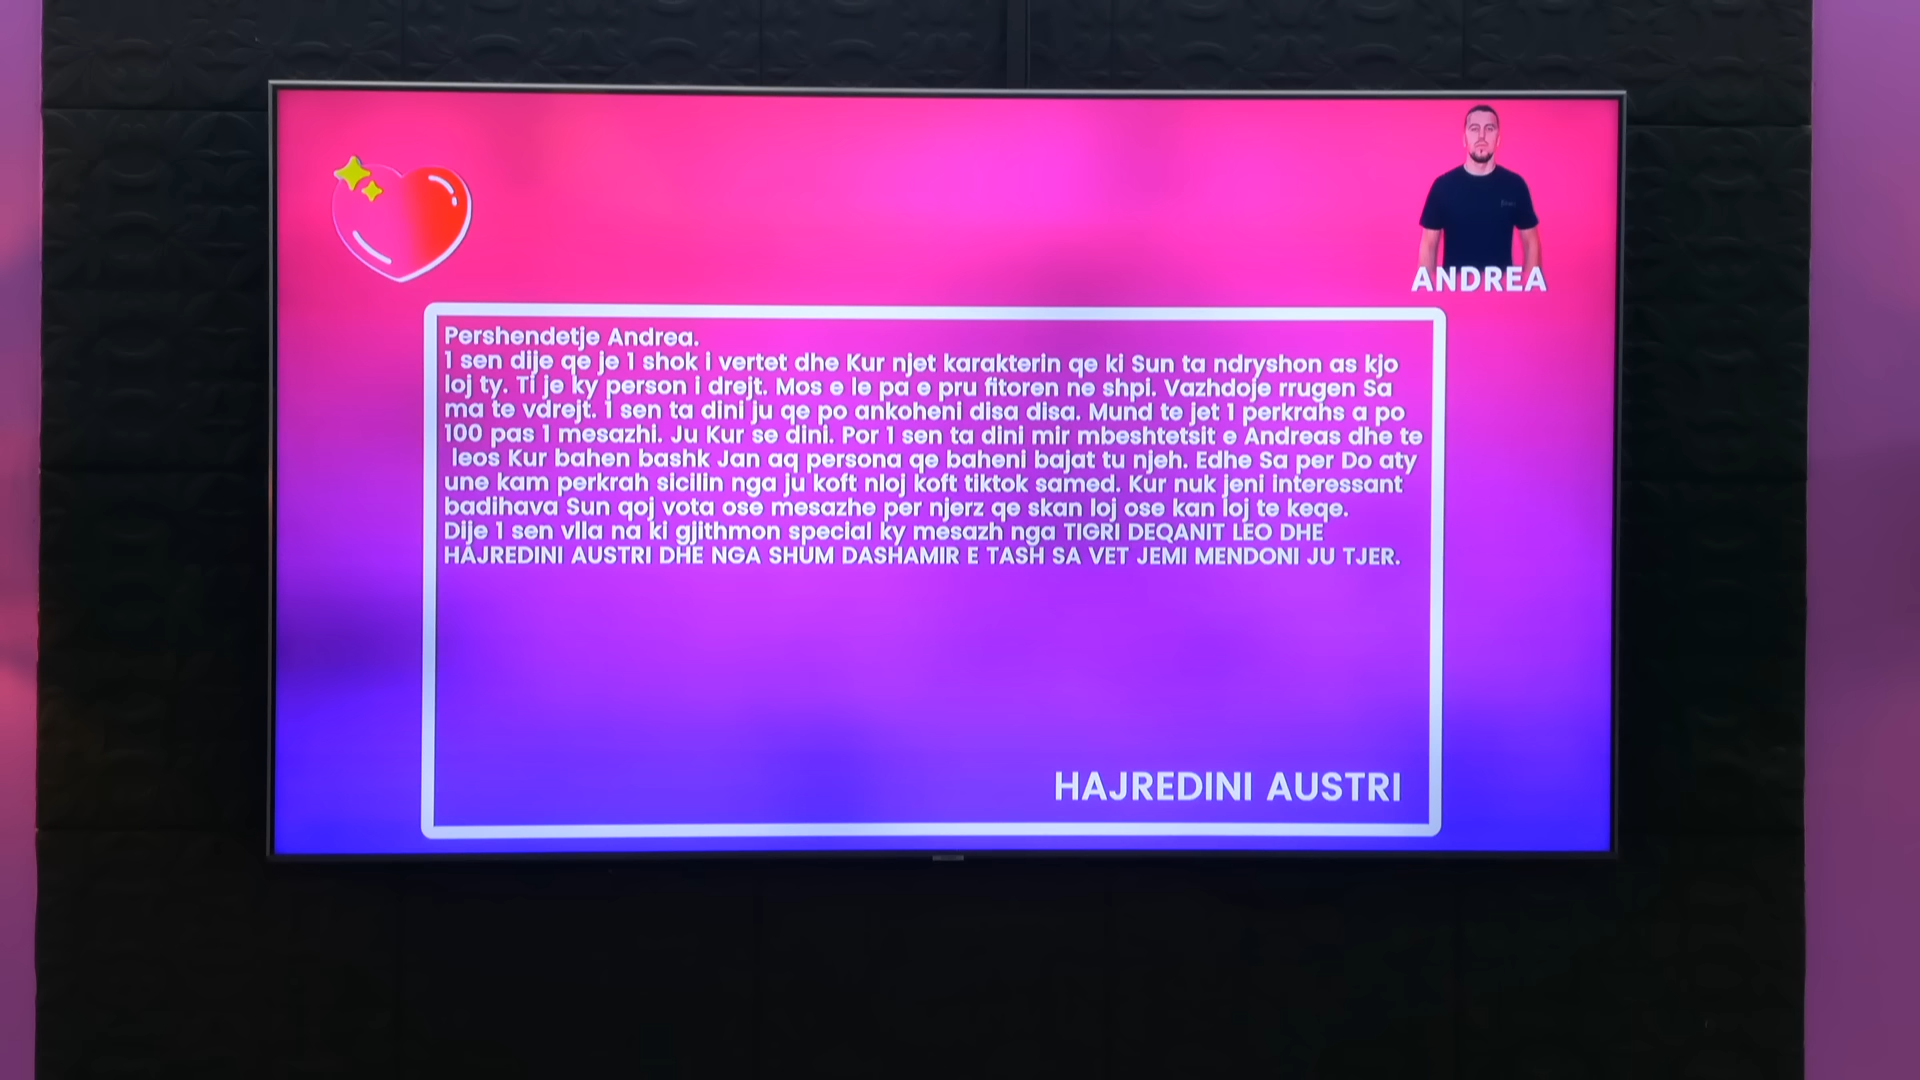 ANDREA
Pershendetje Andrea.
1 sen dije qe je 1 shok i vertet dhe Kur njet karakterin qe ki Sun ta ndryshon as kjo
loj ty. Ti je ky person i drejt. Mos e le pa e pru fitoren ne shpi. Vazhdoje rrugen Sa
ma te vdrejt. 1 sen ta dini ju qe po ankoheni disa disa. Mund te jet 1 perkrahs a po
100 pas 1 mesazhi. Ju Kur se dini. Por 1 sen ta dini mir mbeshtetsit e Andreas dhe te
leos Kur bahen bashk Jan aq persona qe baheni bajat tu njeh. Edhe Sa per Do aty
une kam perkrah sicilin nga ju koft nloj koft tiktok samed. Kur nuk jeni interessant
badihava Sun qoj vota ose mesazhe per njerz qe skan loj ose kan loj te keqe.
Dije 1 sen vlla na ki gjithmon special ky mesazh nga TIGRI DEQANIT LEO DHE
HAJREDINI AUSTRI DHE NGA SHUM DASHAMIR E TASH SA VET JEMI MENDONI JU TJER.
HAJREDINI AUSTRI